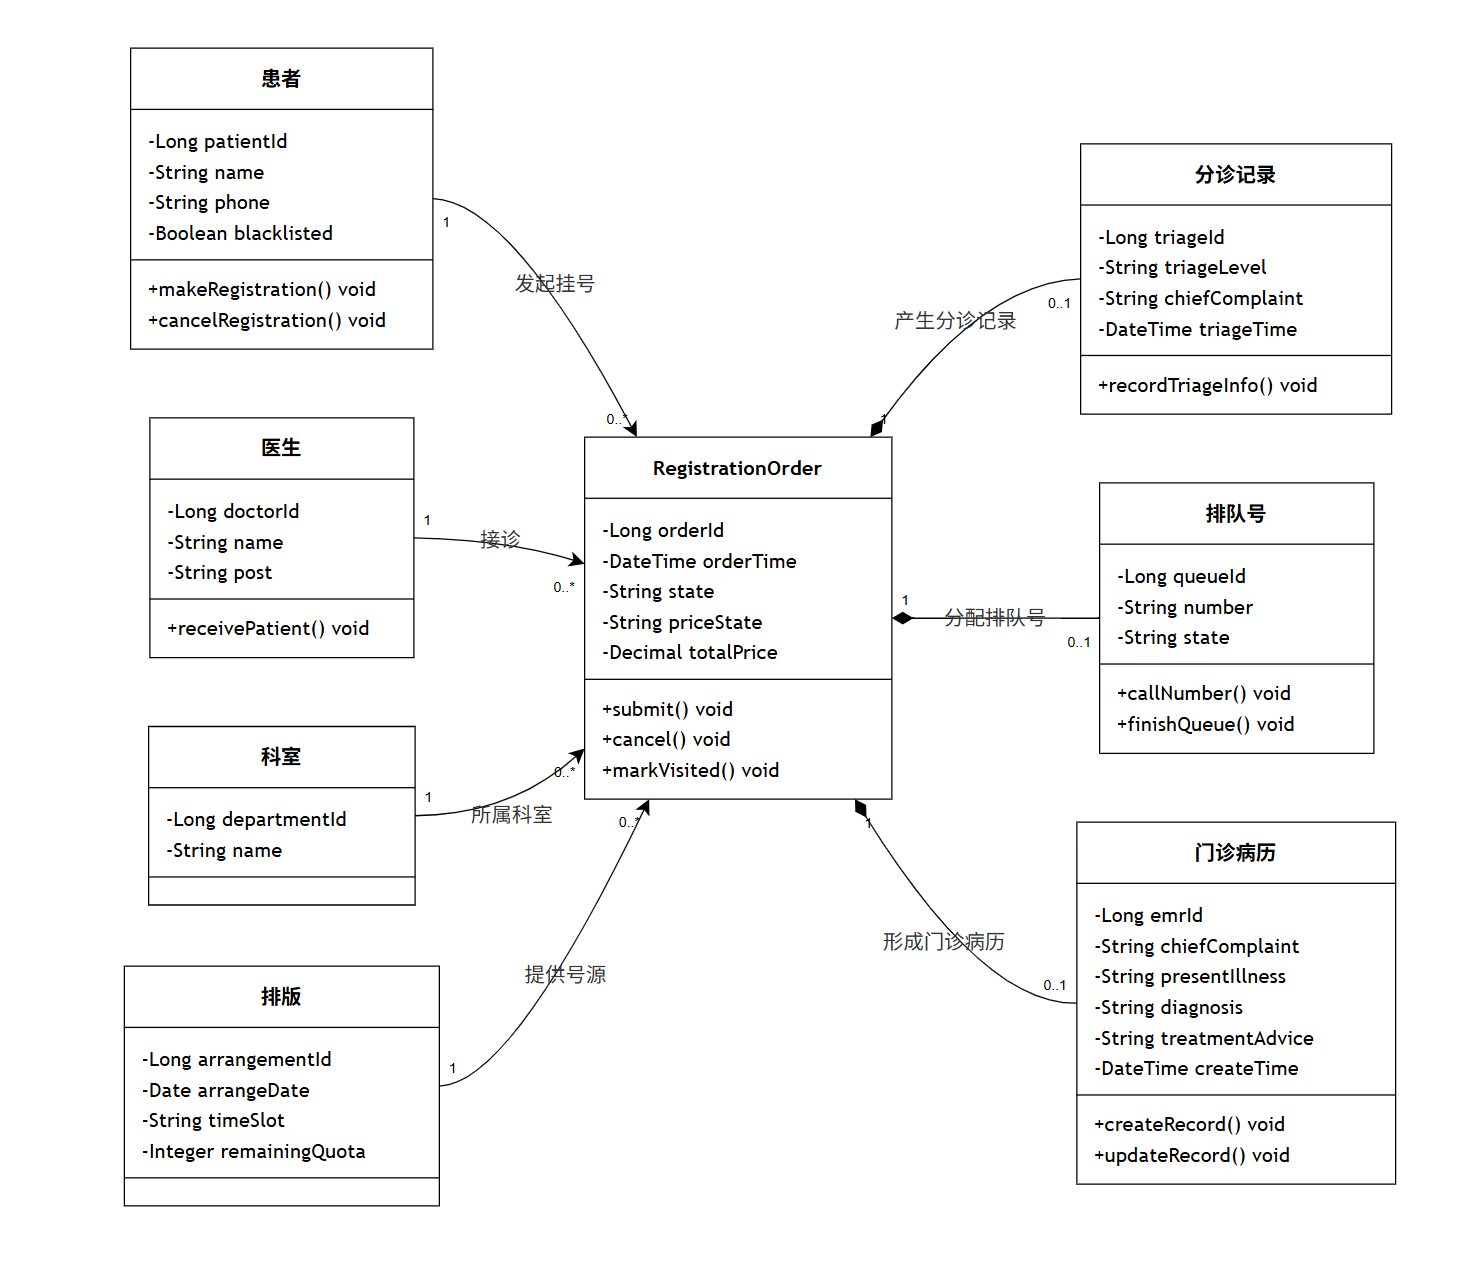 患者
-Long patientId
-String name
-String phone
-Boolean blacklisted
+makeRegistration() void
+cancelRegistration() void
1
发起挂号
0..*
医生
-Long doctorId
-String name
-String post
+receivePatient() void
1
接诊
0..*
科室
-Long departmentId
-String name
1
所属科室
0..*
排版
-Long arrangementId
-Date arrangeDate
-String timeSlot
-Integer remainingQuota
1
提供号源
0..*
RegistrationOrder
-Long orderId
-DateTime orderTime
-String state
-String priceState
-Decimal totalPrice
+submit() void
+cancel() void
+markVisited() void
1
产生分诊记录
0..1
分诊记录
-Long triageId
-String triageLevel
-String chiefComplaint
-DateTime triageTime
+recordTriageInfo() void
1
分配排队号
0..1
排队号
-Long queueId
-String number
-String state
+callNumber() void
+finishQueue() void
1
形成门诊病历
0..1
门诊病历
-Long emrId
-String chiefComplaint
-String presentIllness
-String diagnosis
-String treatmentAdvice
-DateTime createTime
+createRecord() void
+updateRecord() void